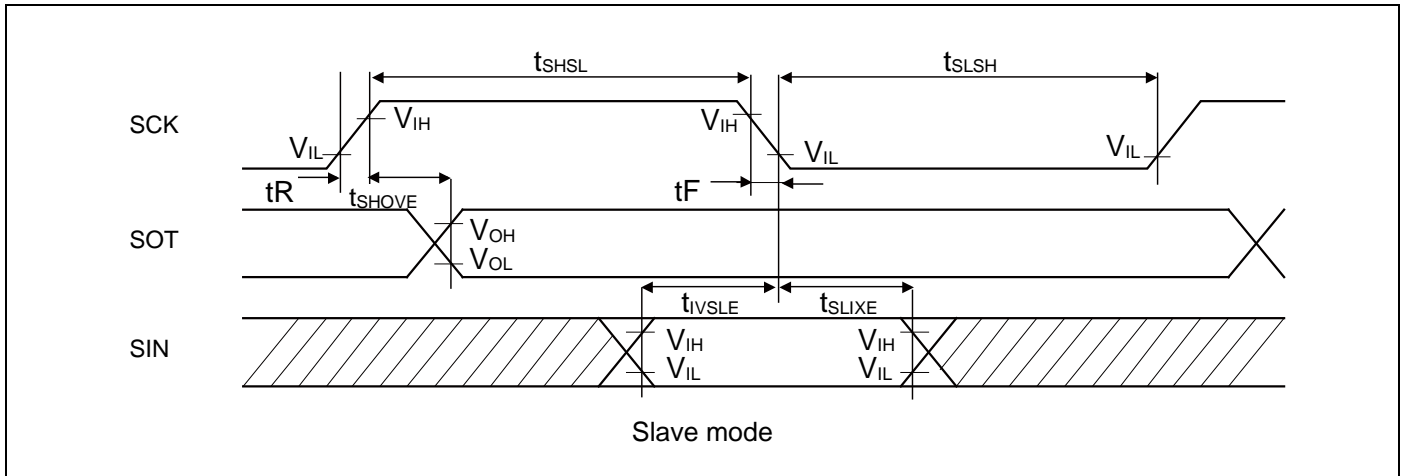 tSHSL
tSLSH
SCK
VIH
VIH
VIL
VIL
VIL
tR
tSHOVE
tF
SOT
VOH
VOL
tIVSLE
tSLIXE
SIN
VIH
VIH
VIL
VIL
Slave mode